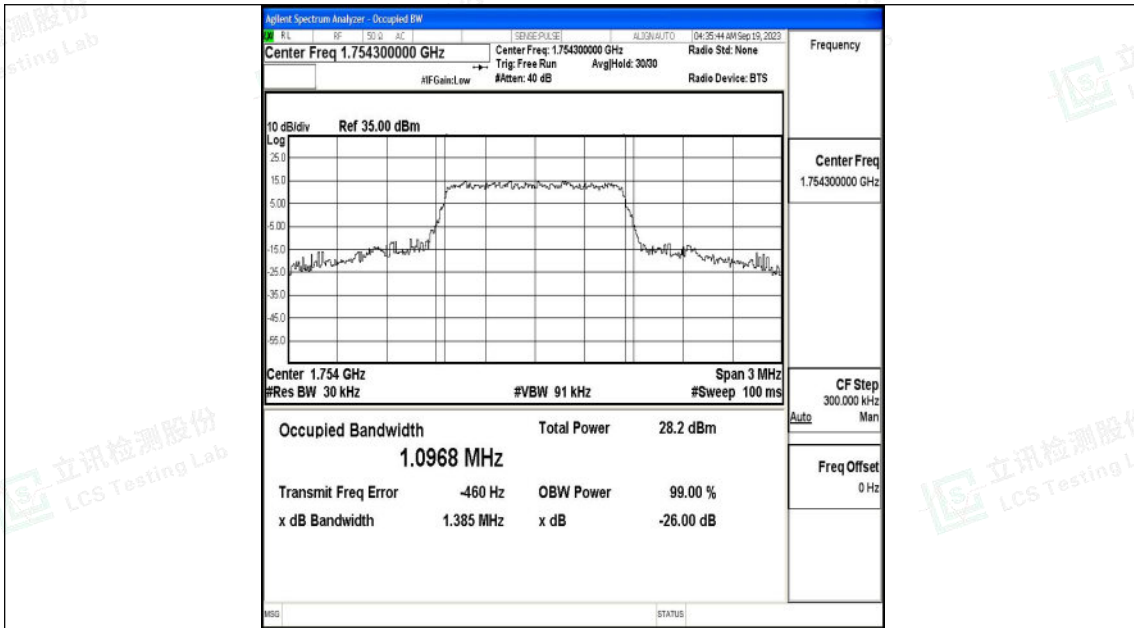 Agilent Spectrum Analyzer - Occupied BW
RL RF 50 Ω AC SENSE:PULSE ALIGNAUTO 04:35:44 AM Sep 19, 2023
Center Freq 1.754300000 GHz
Center Freq: 1.754300000 GHz
Radio Std: None
Trig: Free Run Avg|Hold: 30/30
#IFGain:Low #Atten: 40 dB Radio Device: BTS
10 dB/div Ref 35.00 dBm
Log
25.0
15.0
5.00
-5.00
-15.0
-25.0
-35.0
-45.0
-55.0
Center 1.754 GHz Span 3 MHz
#Res BW 30 kHz #VBW 91 kHz #Sweep 100 ms
Occupied Bandwidth Total Power 28.2 dBm
1.0968 MHz
Transmit Freq Error -460 Hz OBW Power 99.00 %
x dB Bandwidth 1.385 MHz x dB -26.00 dB
MSG STATUS
Frequency
Center Freq
1.754300000 GHz
CF Step
300.000 kHz
Auto Man
Freq Offset
0 Hz
测股份
sting Lab
立讯检测股份
LCS Testing Lab
立
立讯检测股份
LCS Testing L